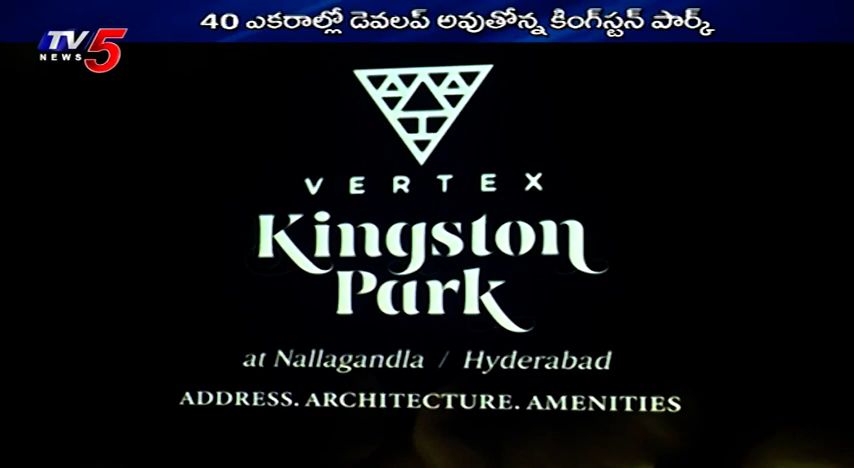 40 ఎకరాల్లో డెవలప్ అవుతోన్న కింగ్‌స్టన్ పార్క్
TV5
NEWS
VERTEX
Kingston
Park
at Nallagandla / Hyderabad
ADDRESS. ARCHITECTURE. AMENITIES